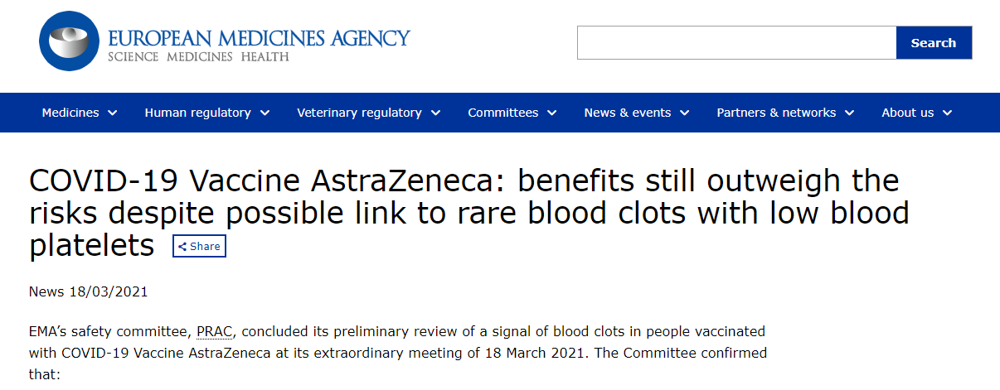 EUROPEAN MEDICINES AGENCY
SCIENCE MEDICINES HEALTH
Search
Medicines Human regulatory Veterinary regulatory Committees News & events Partners & networks About us
COVID-19 Vaccine AstraZeneca: benefits still outweigh the
risks despite possible link to rare blood clots with low blood
platelets Share
News 18/03/2021
EMA’s safety committee, PRAC, concluded its preliminary review of a signal of blood clots in people vaccinated
with COVID-19 Vaccine AstraZeneca at its extraordinary meeting of 18 March 2021. The Committee confirmed
that: